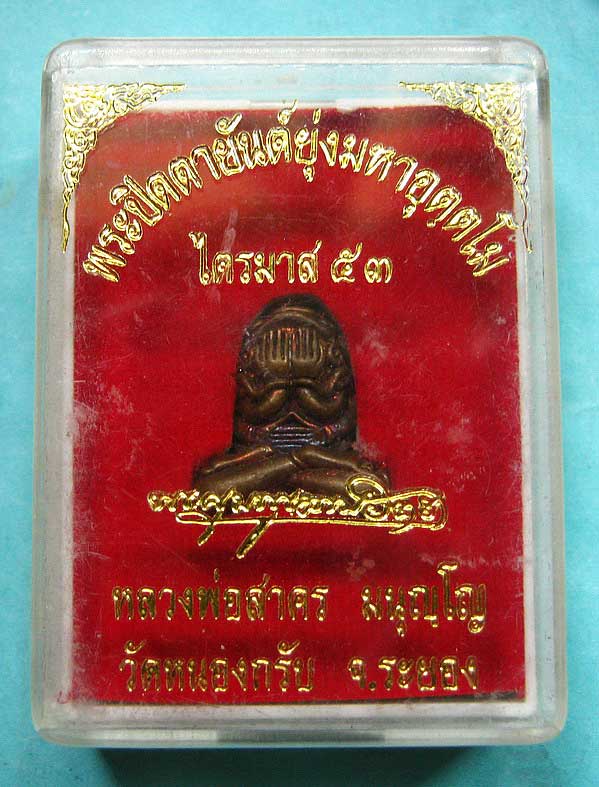 พระปิดตายันต์ยุ่งมหาอุตฺตโม
ไตรมาส ๕๓
หลวงพ่อสาคร มนุญฺโญ
วัดหนองกรับ จ.ระยอง